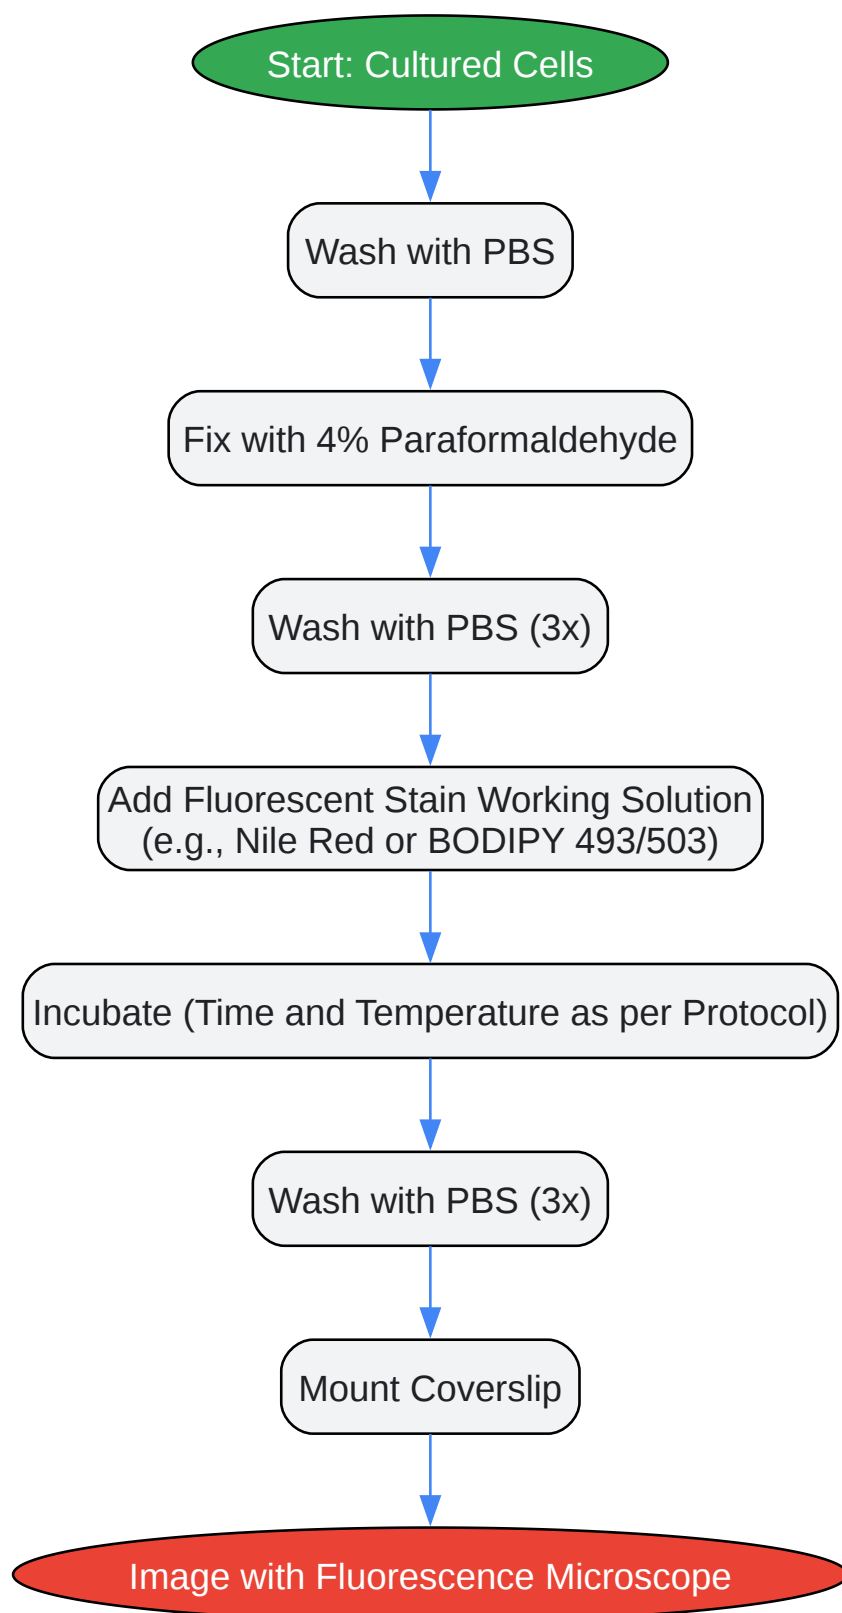 Start: Cultured Cells
Wash with PBS
Fix with 4% Paraformaldehyde
Wash with PBS (3x)
Add Fluorescent Stain Working Solution
(e.g., Nile Red or BODIPY 493/503)
Incubate (Time and Temperature as per Protocol)
Wash with PBS (3x)
Mount Coverslip
Image with Fluorescence Microscope